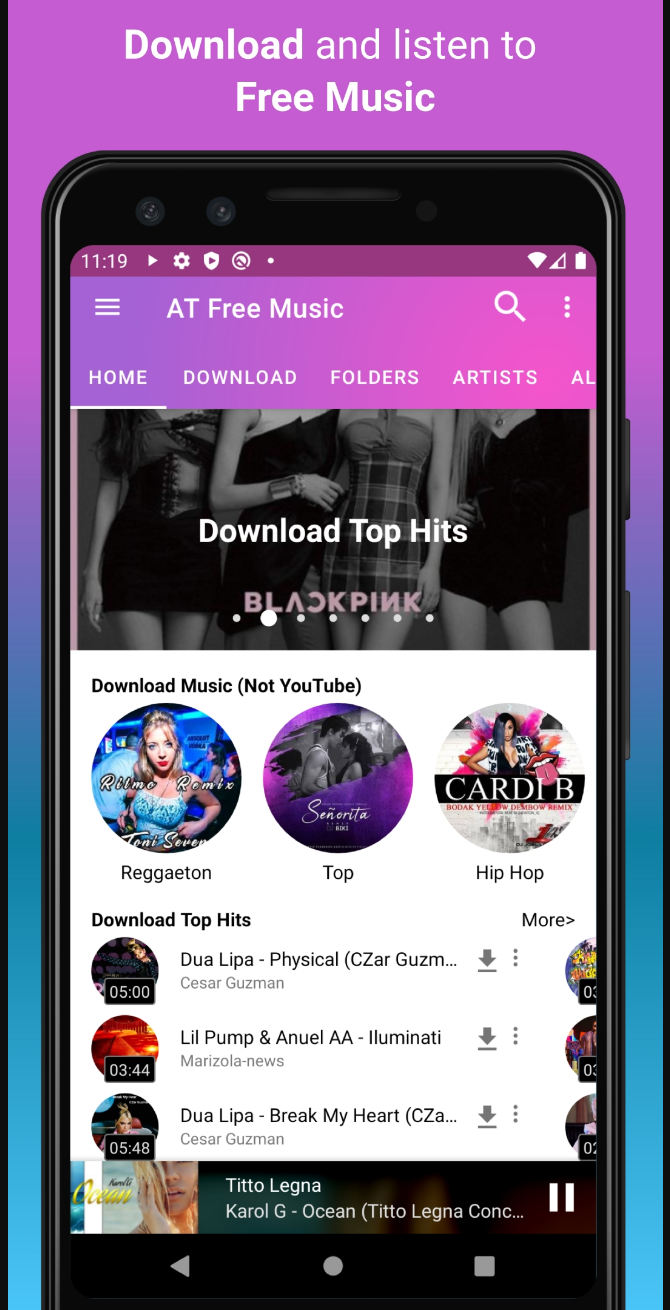 Download and listen to
Free Music
11:19
AT Free Music
HOME DOWNLOAD FOLDERS ARTISTS AL
Download Top Hits
BLACKPINK
Download Music (Not YouTube)
Ritmo Remix
Toni Seven
Señorita
REMIX
CARDI B
BODAK YELLOW DEMBOW REMIX
Reggaeton Top Hip Hop
Download Top Hits More>
Dua Lipa - Physical (CZar Guzm...
05:00
Cesar Guzman
03
Lil Pump & Anuel AA - Iluminati
03:44
Marizola-news
03
Dua Lipa - Break My Heart (CZa...
05:48
Cesar Guzman
02
Karol G
Ocean
Titto Legna
Karol G - Ocean (Titto Legna Conc...